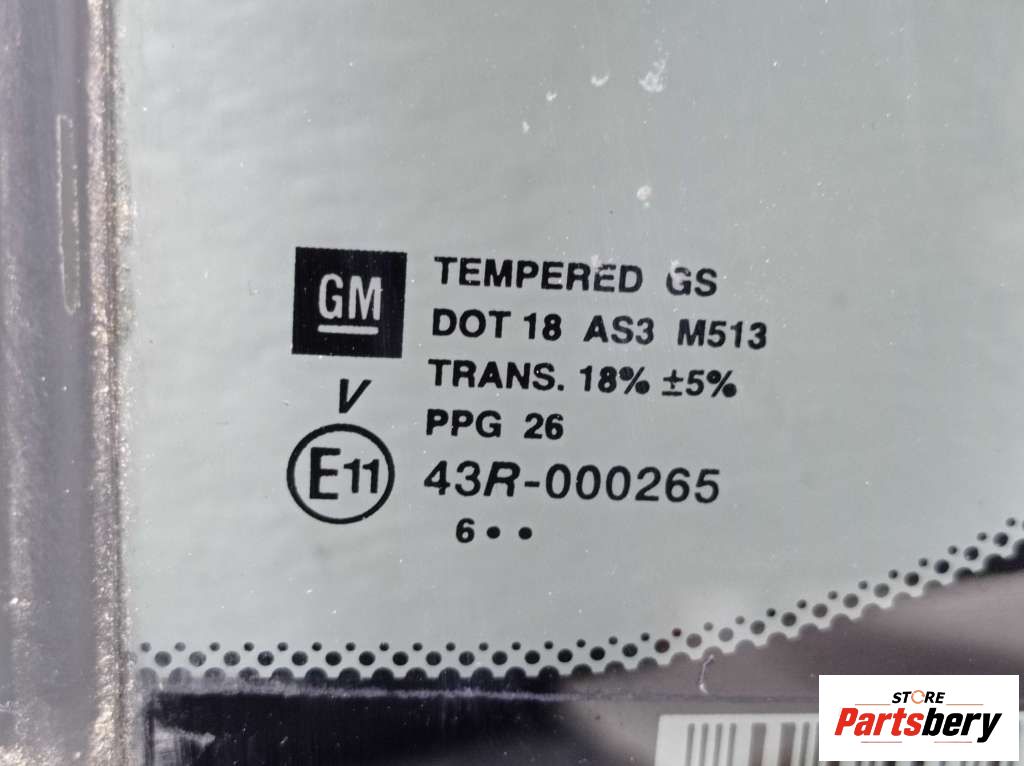 GM
TEMPERED GS
DOT 18 AS3 M513
TRANS. 18% ±5%
V
PPG 26
E11
43R-000265
6 • •
STORE
Partsbery